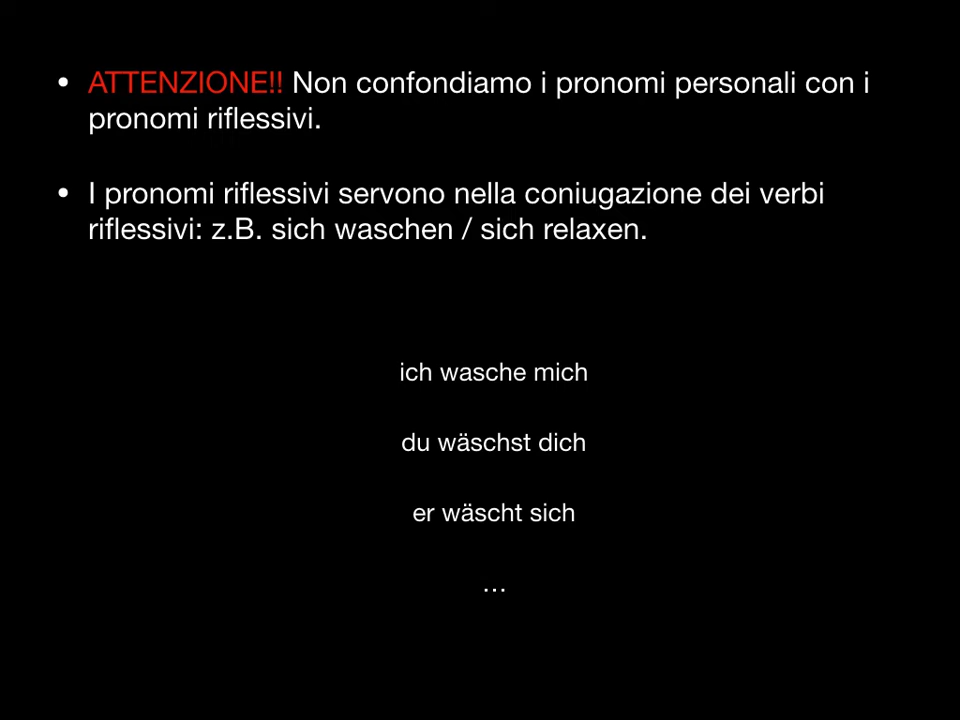 • ATTENZIONE!! Non confondiamo i pronomi personali con i
pronomi riflessivi.
• I pronomi riflessivi servono nella coniugazione dei verbi
riflessivi: z.B. sich waschen / sich relaxen.
ich wasche mich
du wäschst dich
er wäscht sich
...